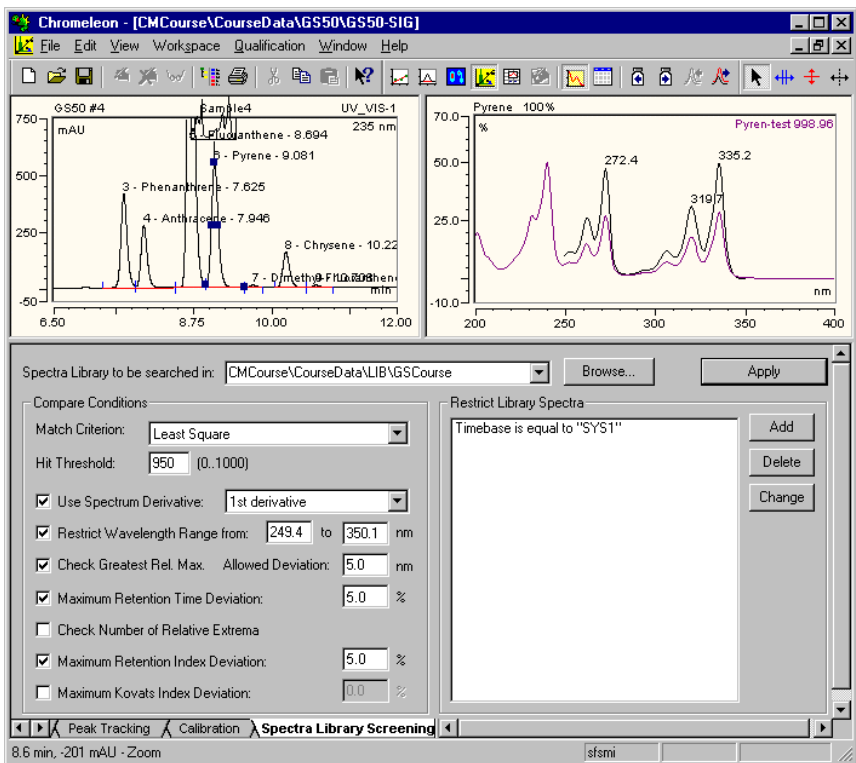 Chromeleon - [CMCourse\CourseData\GS50\GS50-SIG]
File Edit View Workspace Qualification Window Help
GS50 #4 Sample4 UV_VIS-1
750
mAU
235 nm
5 - Fluoranthene - 8.694
6 - Pyrene - 9.081
500
3 - Phenanthrene - 7.625
4 - Anthracene - 7.946
250
8 - Chrysene - 10.22
7 - Dimethyl
min
-50
6.50 8.75 10.00 12.00
Pyrene 100%
70.0
%
Pyren-test 998.96
50.0
272.4
335.2
319.7
25.0
nm
-10.0
200 250 300 350 400
Spectra Library to be searched in: CMCourse\CourseData\LIB\GSCourse Browse... Apply
Compare Conditions
Match Criterion: Least Square
Hit Threshold: 950 (0..1000)
Use Spectrum Derivative: 1st derivative
Restrict Wavelength Range from: 249.4 to 350.1 nm
Check Greatest Rel. Max. Allowed Deviation: 5.0 nm
Maximum Retention Time Deviation: 5.0 %
Check Number of Relative Extrema
Maximum Retention Index Deviation: 5.0 %
Maximum Kovats Index Deviation: 0.0 %
Restrict Library Spectra
Timebase is equal to "SYS1"
Add
Delete
Change
Peak Tracking Calibration Spectra Library Screening
8.6 min, -201 mAU - Zoom sfsmi